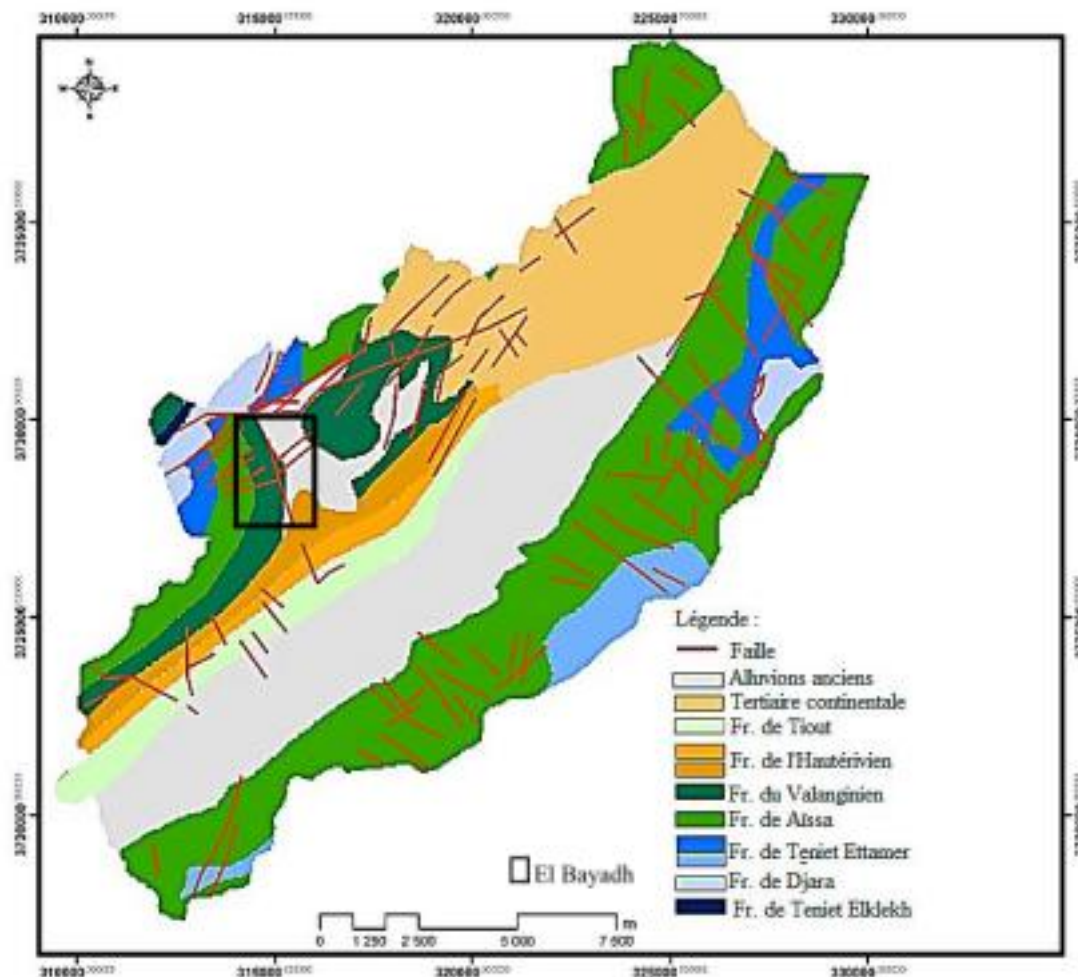 310000 315000 320000 325000 330000
N
W E
S
Légende :
Faille
Alluvions anciens
Tertiaire continentale
Fr. de Tiout
Fr. de l'Hautérivien
Fr. du Valanginien
Fr. de Aïssa
Fr. de Teniet Ettamer
Fr. de Djara
Fr. de Teniet Elklekh
El Bayadh
m
0 1 250 2 500 5 000 7 500